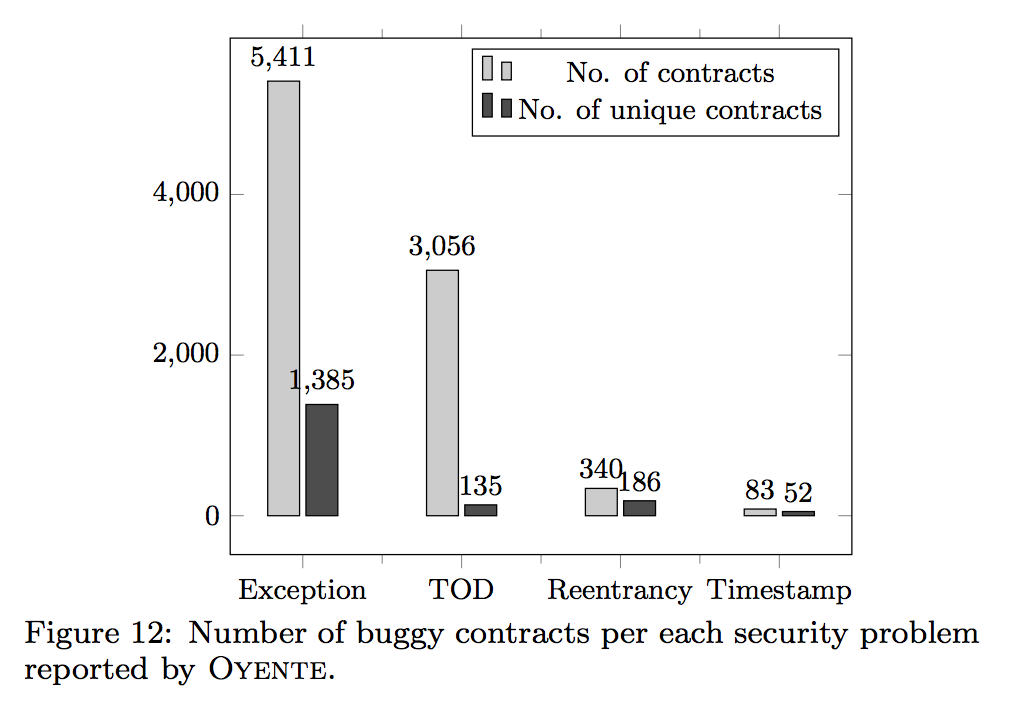 5,411
No. of contracts
No. of unique contracts
4,000
3,056
2,000
1,385
340
186
135
83 52
0
Exception TOD Reentrancy Timestamp
Figure 12: Number of buggy contracts per each security problem
reported by OYENTE.